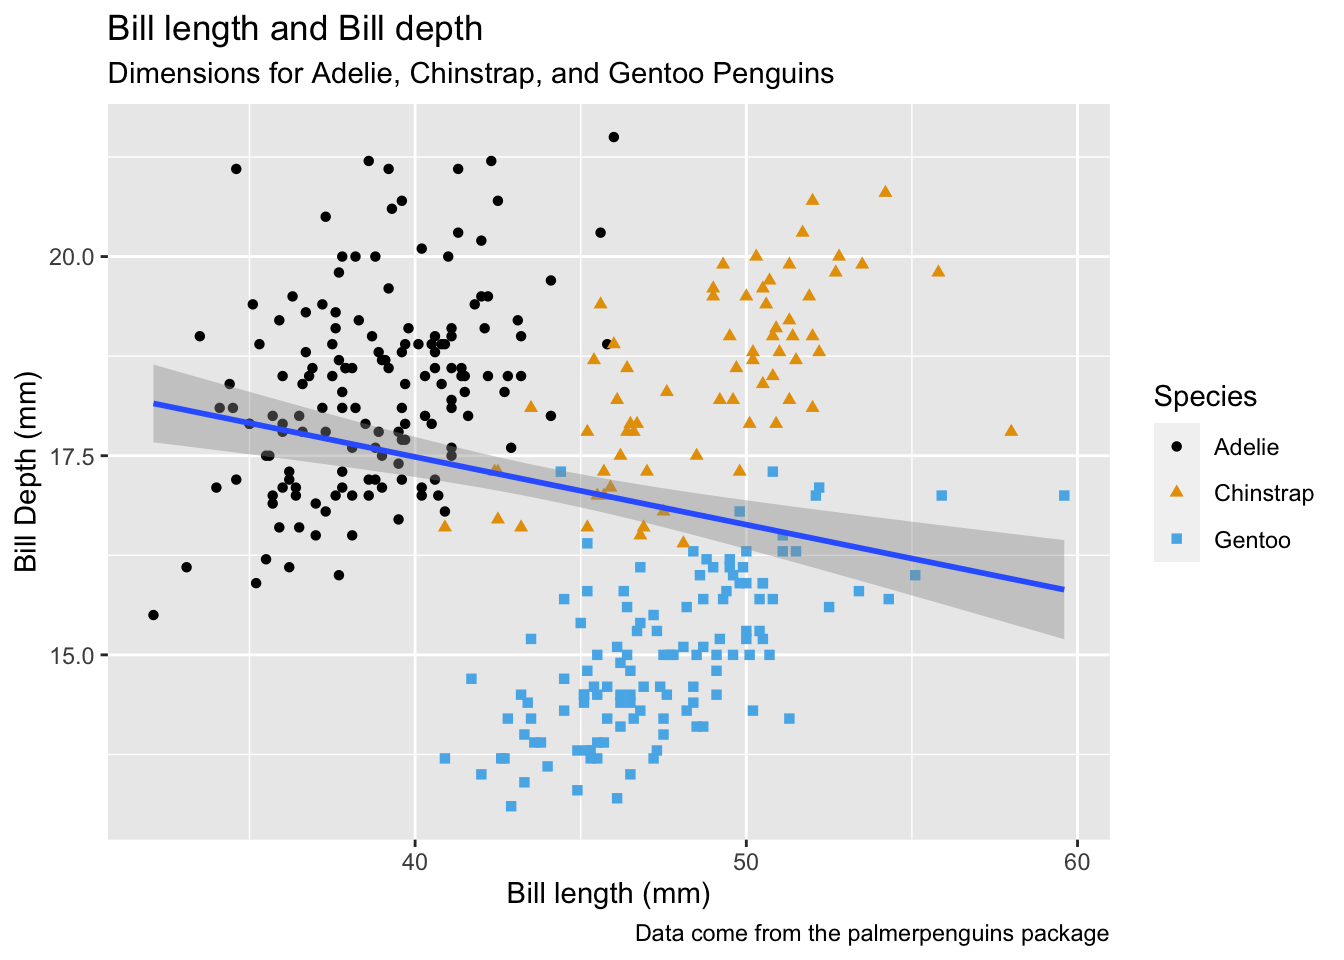 Bill length and Bill depth
Dimensions for Adelie, Chinstrap, and Gentoo Penguins
Bill Depth (mm)
20.0
17.5
15.0
40 50 60
Bill length (mm)
Species
Adelie
Chinstrap
Gentoo
Data come from the palmerpenguins package